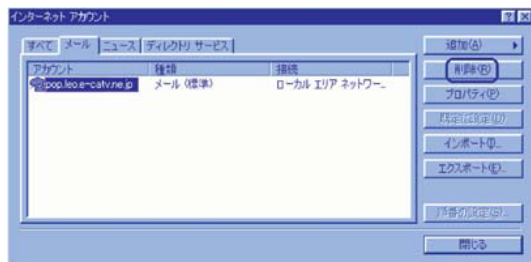 インターネット アカウント
すべて メール ニュース ディレクトリ サービス
アカウント 種類 接続
pop.leo.e-catv.ne.jp メール (標準) ローカル エリア ネットワー...
追加(A)
削除(R)
プロパティ(P)
既定に設定(D)
インポート(I)...
エクスポート(E)...
順番の設定(S)...
閉じる